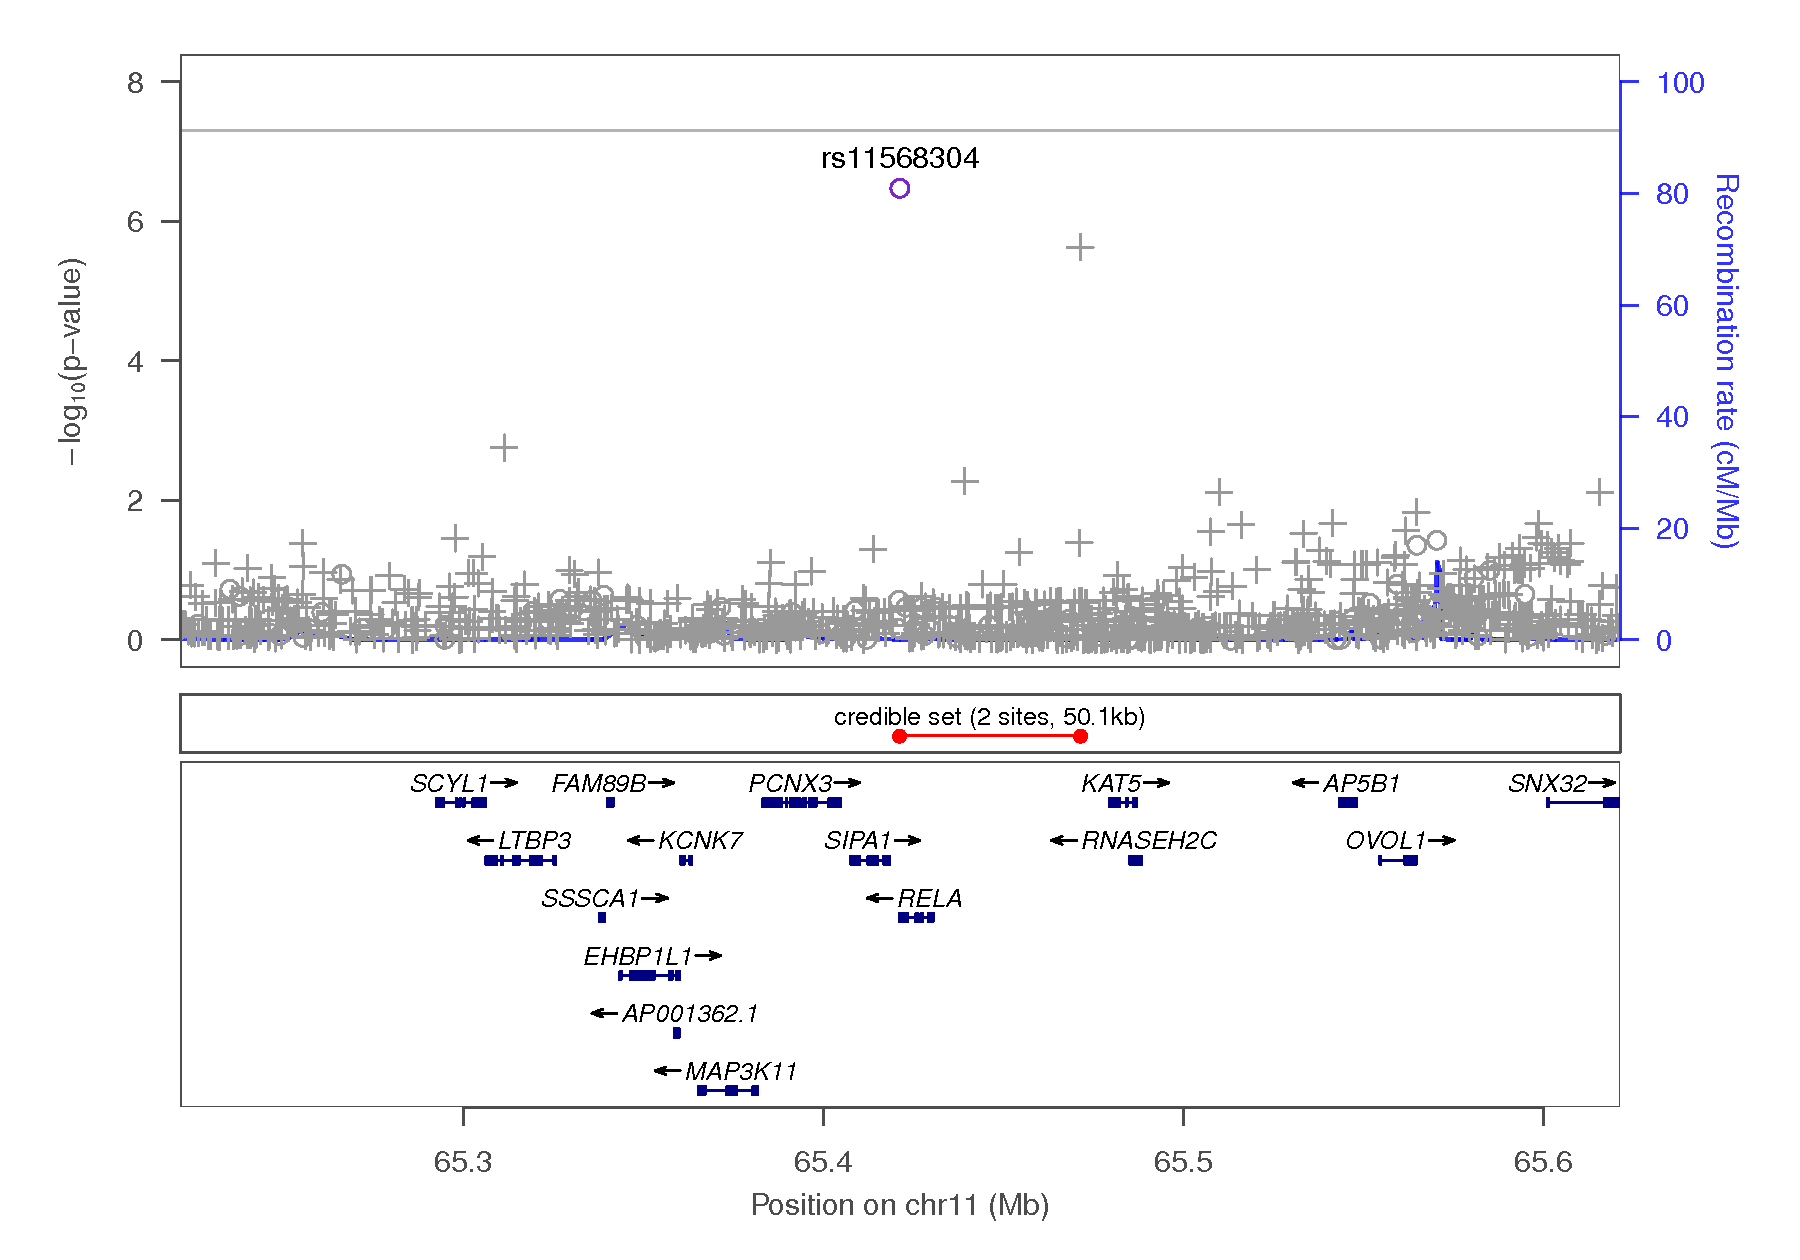 8
6
4
2
0
−log10(p−value)
100
80
60
40
20
0
Recombination rate (cM/Mb)
rs11568304
credible set (2 sites, 50.1kb)
SCYL1 FAM89B PCNX3 KAT5 AP5B1 SNX32
LTBP3 KCNK7 SIPA1 RNASEH2C OVOL1
SSSCA1 RELA
EHBP1L1
AP001362.1
MAP3K11
65.3 65.4 65.5 65.6
Position on chr11 (Mb)